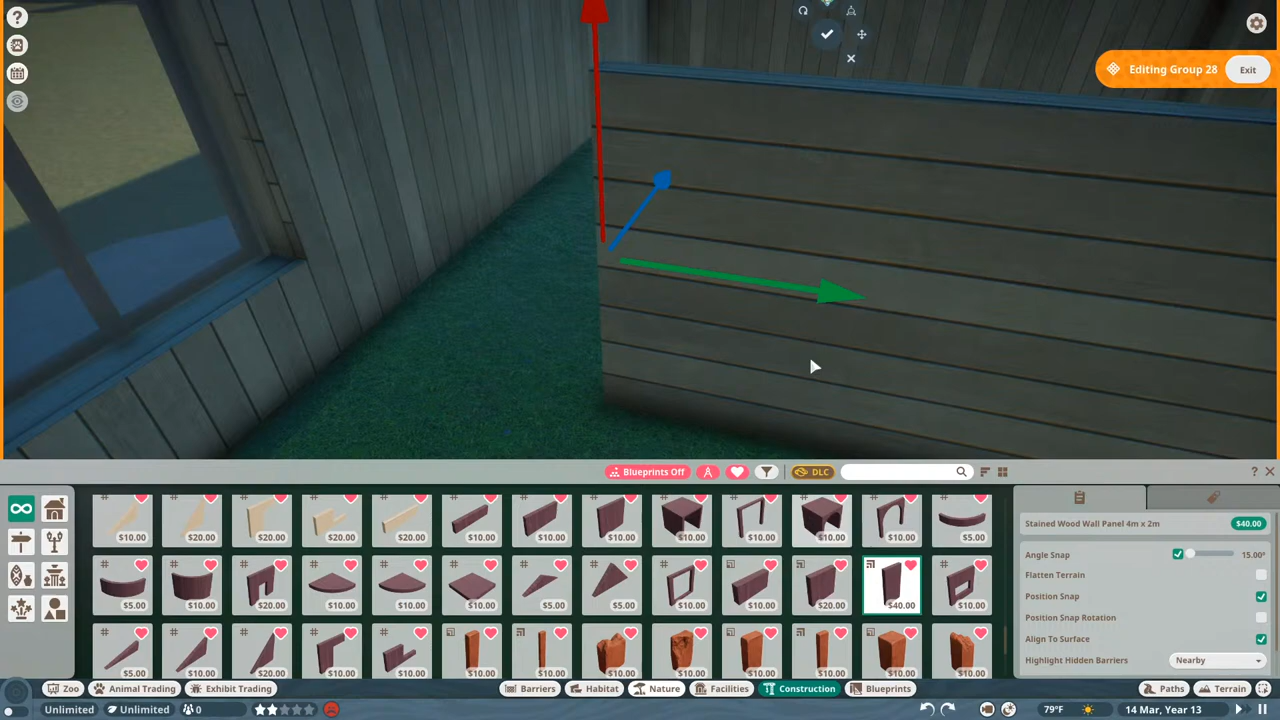 ?
Editing Group 28 Exit
Blueprints Off DLC ? ×
$10.00 $20.00 $20.00 $20.00 $20.00 $10.00 $10.00 $10.00 $10.00 $10.00 $10.00 $10.00 $5.00
Stained Wood Wall Panel 4m x 2m $40.00
Angle Snap 15.00°
Flatten Terrain
Position Snap
Position Snap Rotation
Align To Surface
Highlight Hidden Barriers Nearby
$5.00 $10.00 $20.00 $10.00 $10.00 $10.00 $5.00 $5.00 $10.00 $10.00 $20.00 $40.00 $10.00
$5.00 $10.00 $20.00 $10.00 $10.00 $10.00 $10.00 $10.00 $10.00 $10.00 $10.00 $20.00 $10.00
Zoo Animal Trading Exhibit Trading Barriers Habitat Nature Facilities Construction Blueprints Paths Terrain
Unlimited Unlimited 0 79°F 14 Mar, Year 13